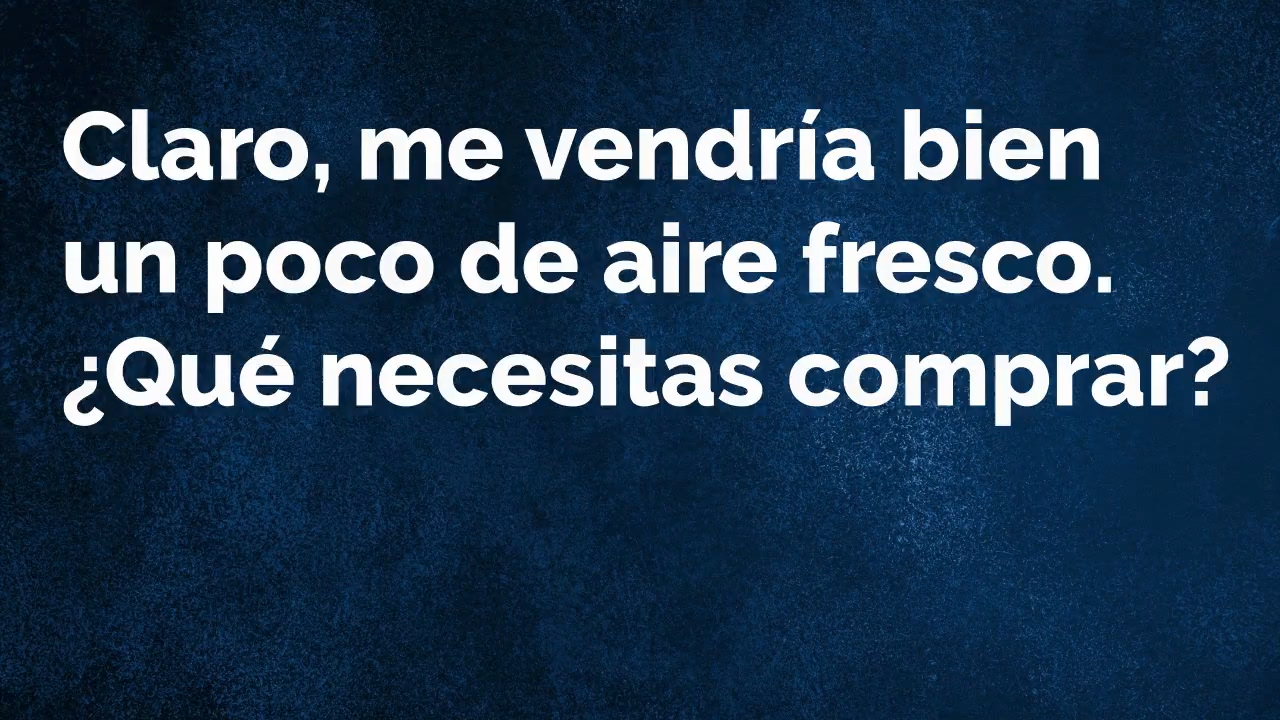 Claro, me vendría bien
un poco de aire fresco.
¿Qué necesitas comprar?